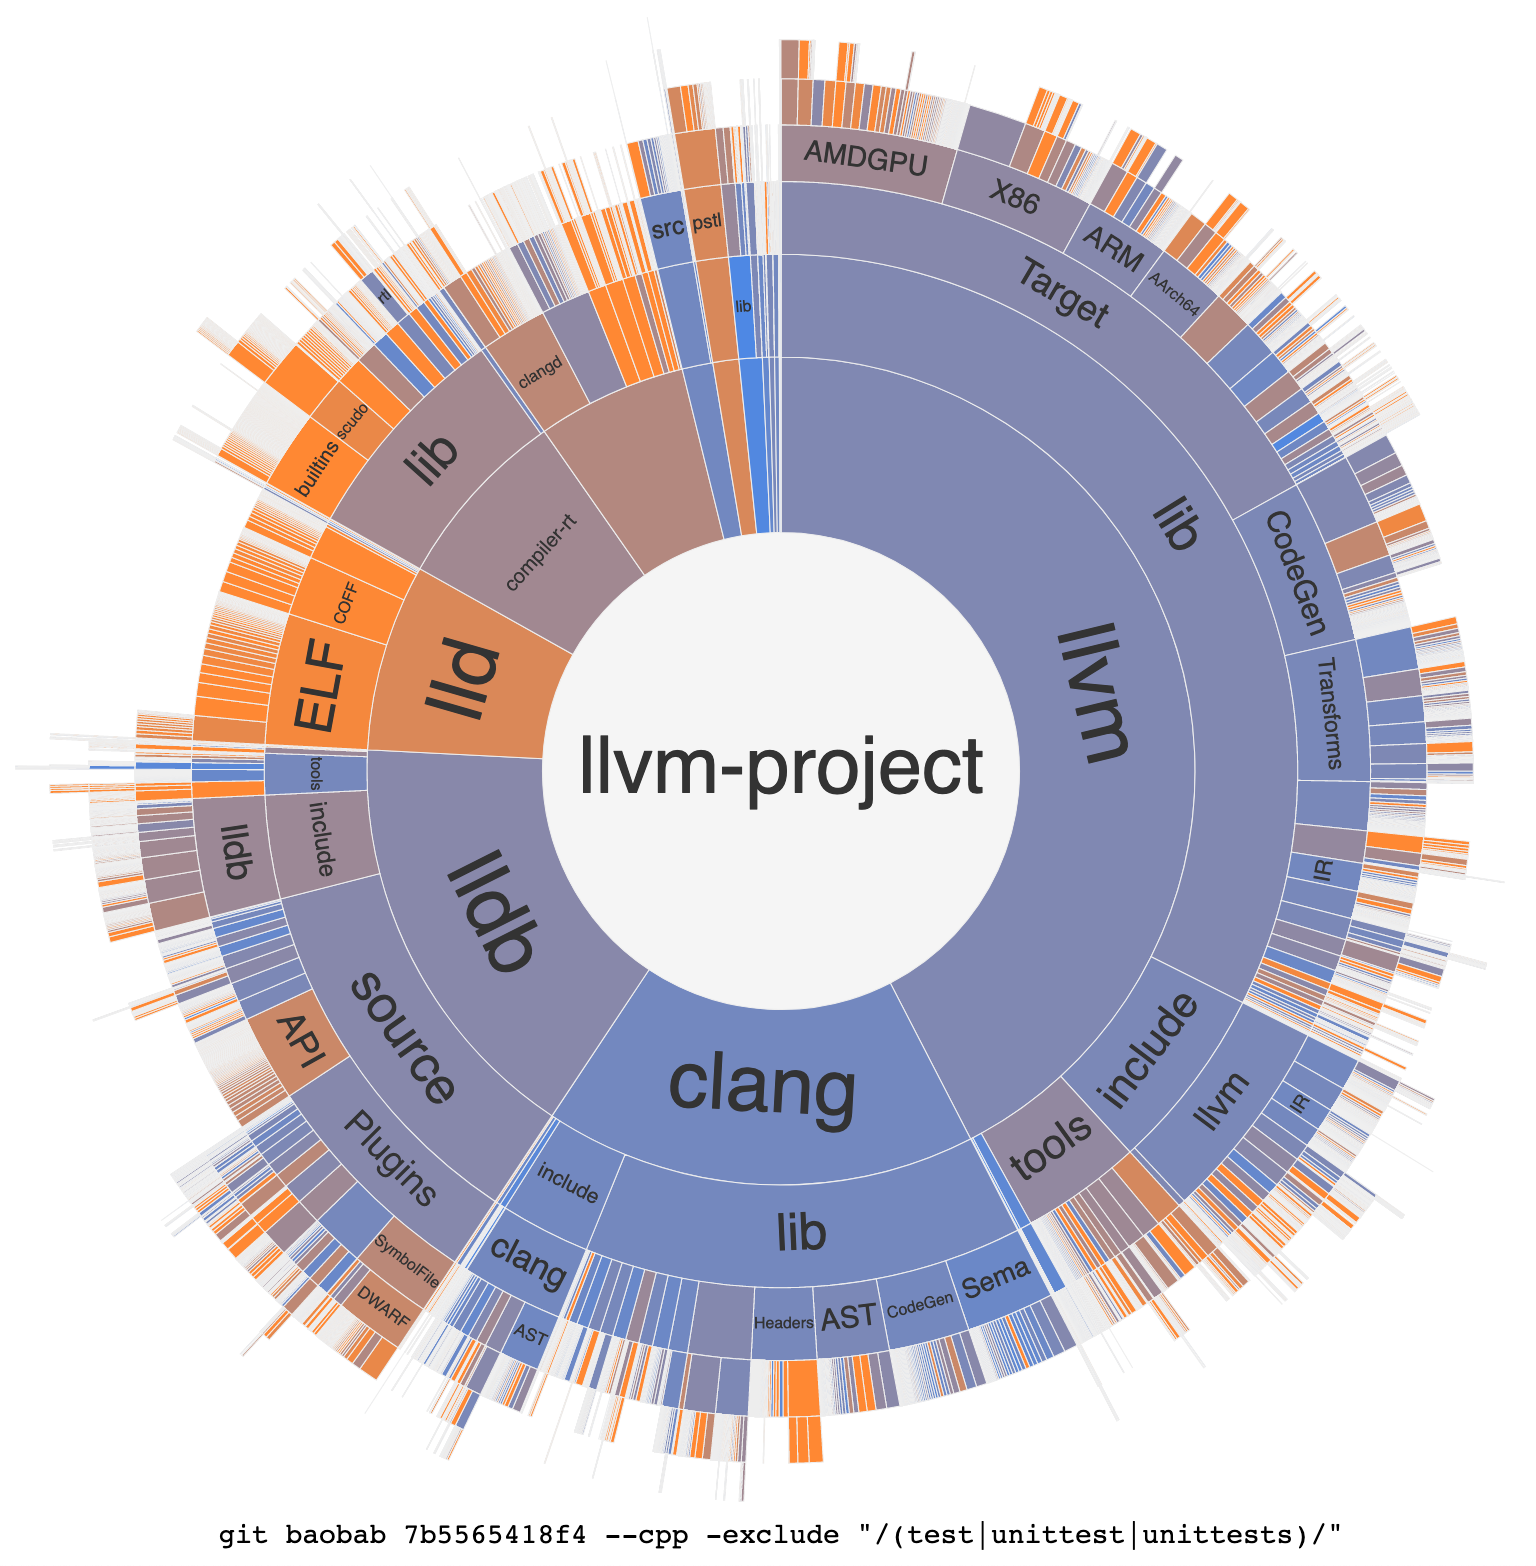 llvm-project
llvm
lib
Target
AMDGPU
X86
ARM
AArch64
CodeGen
Transforms
IR
include
llvm
IR
tools
clang
lib
Sema
CodeGen
AST
Headers
include
clang
AST
lldb
source
Plugins
SymbolFile
DWARF
API
include
lldb
tools
lld
ELF
COFF
compiler-rt
lib
builtins
scudo
rtl
clangd
src
pstl
lib
git baobab 7b5565418f4 --cpp -exclude "/(test|unittest|unittests)/"